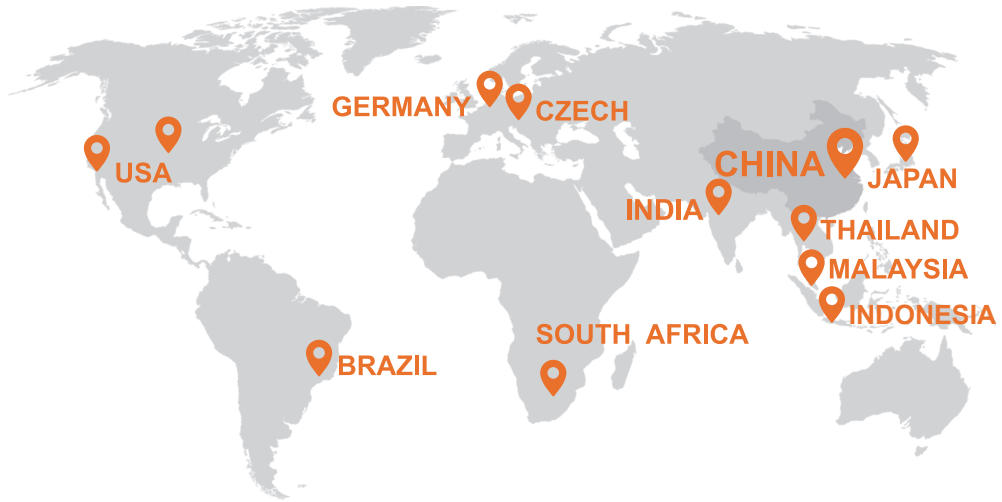 GERMANY
CZECH
USA
CHINA
JAPAN
INDIA
THAILAND
MALAYSIA
INDONESIA
SOUTH AFRICA
BRAZIL